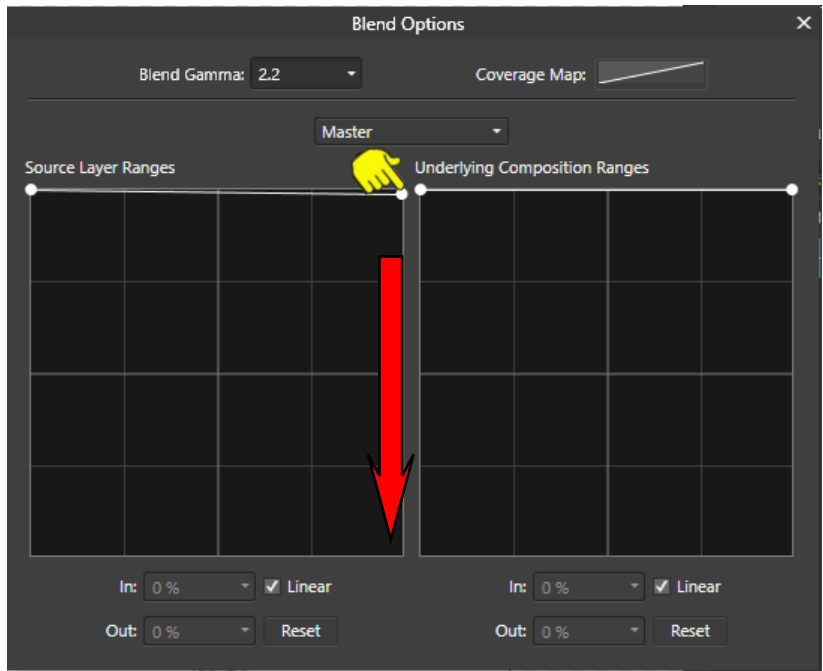 Blend Options
Blend Gamma: 2.2 Coverage Map:
Master
Source Layer Ranges Underlying Composition Ranges
In: 0 % Linear In: 0 % Linear
Out: 0 % Reset Out: 0 % Reset